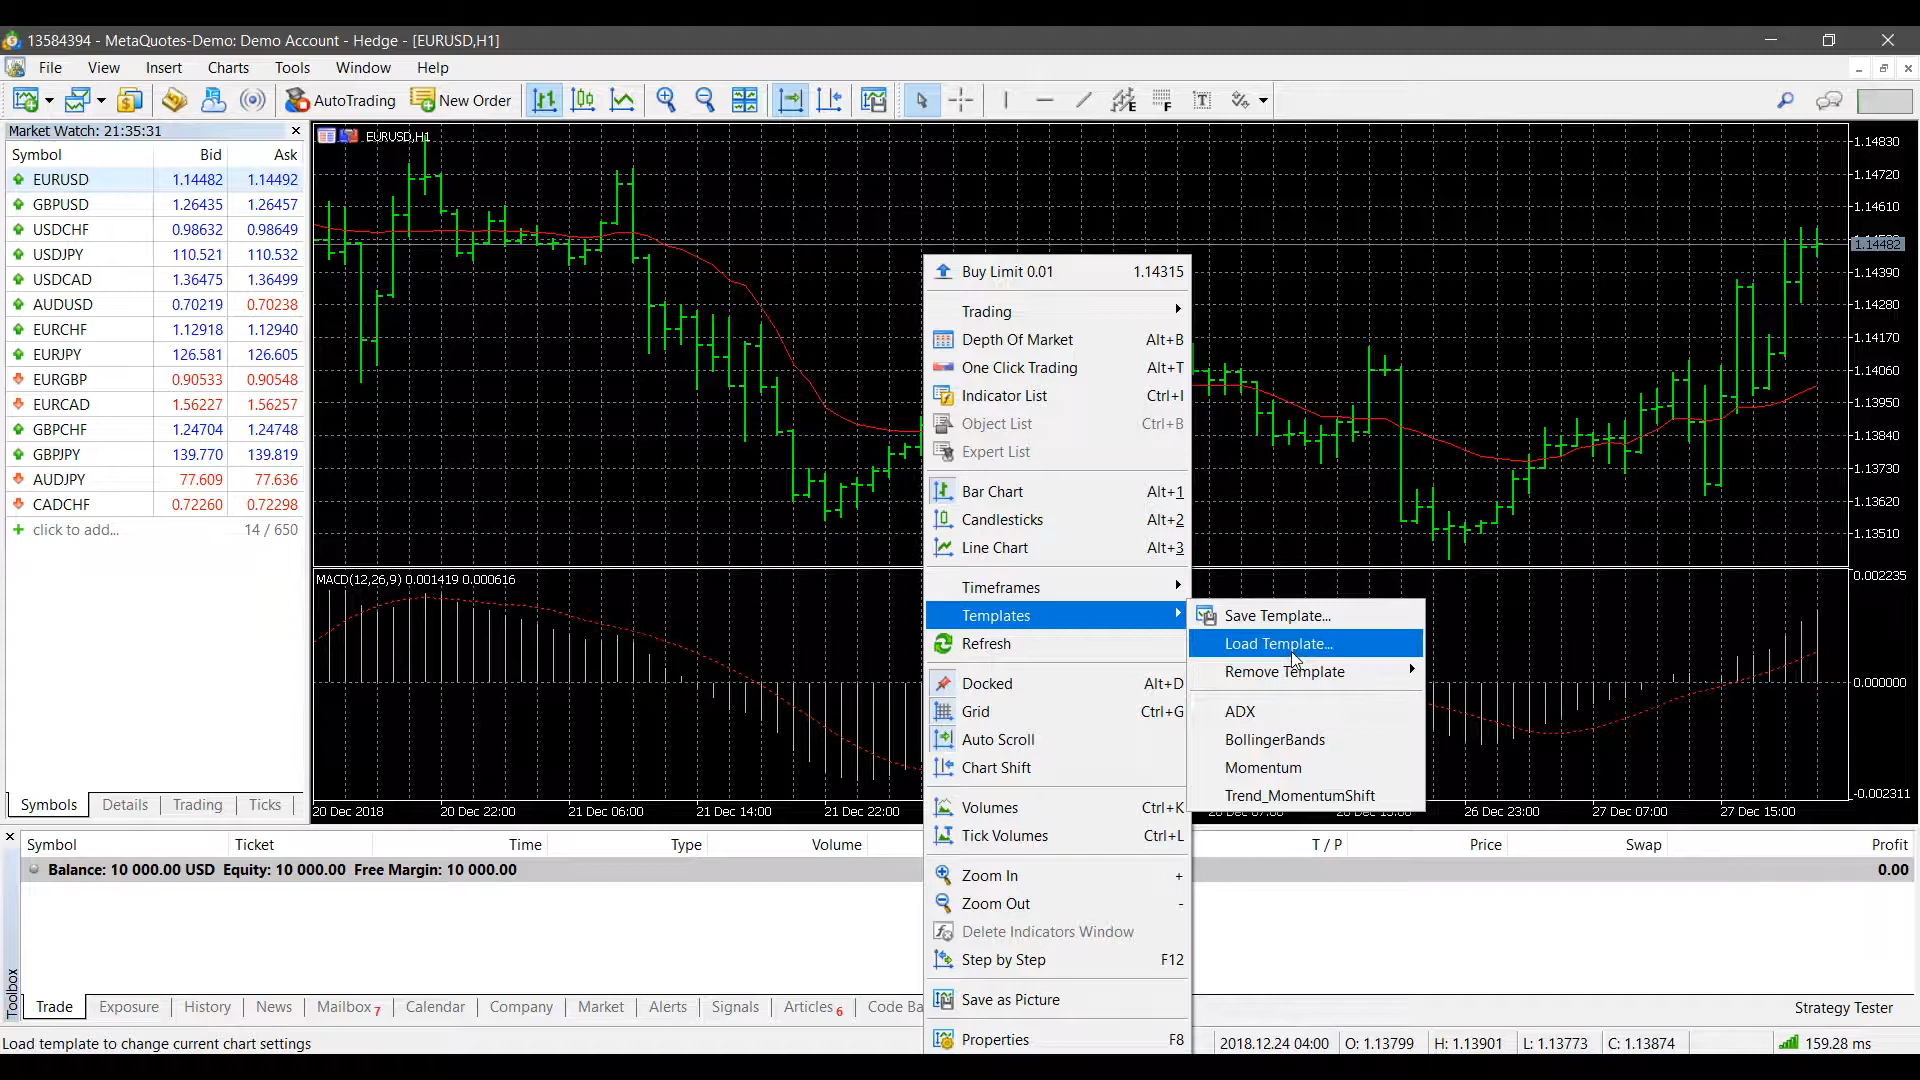 13584394 - MetaQuotes-Demo: Demo Account - Hedge - [EURUSD,H1]
File View Insert Charts Tools Window Help
AutoTrading New Order E F T
Market Watch: 21:35:31
Symbol Bid Ask
EURUSD 1.14482 1.14492
GBPUSD 1.26435 1.26457
USDCHF 0.98632 0.98649
USDJPY 110.521 110.532
USDCAD 1.36475 1.36499
AUDUSD 0.70219 0.70238
EURCHF 1.12918 1.12940
EURJPY 126.581 126.605
EURGBP 0.90533 0.90548
EURCAD 1.56227 1.56257
GBPCHF 1.24704 1.24748
GBPJPY 139.770 139.819
AUDJPY 77.609 77.636
CADCHF 0.72260 0.72298
click to add... 14 / 650
Symbols Details Trading Ticks
EURUSD,H1
1.14830
1.14720
1.14610
1.14482
1.14390
1.14280
1.14170
1.14060
1.13950
1.13840
1.13730
1.13620
1.13510
MACD(12,26,9) 0.001419 0.000616
0.002235
0.000000
-0.002311
20 Dec 2018 20 Dec 22:00 21 Dec 06:00 21 Dec 14:00 21 Dec 22:00 26 Dec 23:00 27 Dec 07:00 27 Dec 15:00
Buy Limit 0.01 1.14315
Trading
Depth Of Market Alt+B
One Click Trading Alt+T
Indicator List Ctrl+I
Object List Ctrl+B
Expert List
Bar Chart Alt+1
Candlesticks Alt+2
Line Chart Alt+3
Timeframes
Templates
Refresh
Docked Alt+D
Grid Ctrl+G
Auto Scroll
Chart Shift
Volumes Ctrl+K
Tick Volumes Ctrl+L
Zoom In +
Zoom Out -
Delete Indicators Window
Step by Step F12
Save as Picture
Properties F8
Save Template...
Load Template...
Remove Template
ADX
BollingerBands
Momentum
Trend_MomentumShift
Symbol Ticket Time Type Volume T / P Price Swap Profit
Balance: 10 000.00 USD Equity: 10 000.00 Free Margin: 10 000.00 0.00
Toolbox
Trade Exposure History News Mailbox 7 Calendar Company Market Alerts Signals Articles 6 Code Ba Strategy Tester
Load template to change current chart settings 2018.12.24 04:00 O: 1.13799 H: 1.13901 L: 1.13773 C: 1.13874 159.28 ms